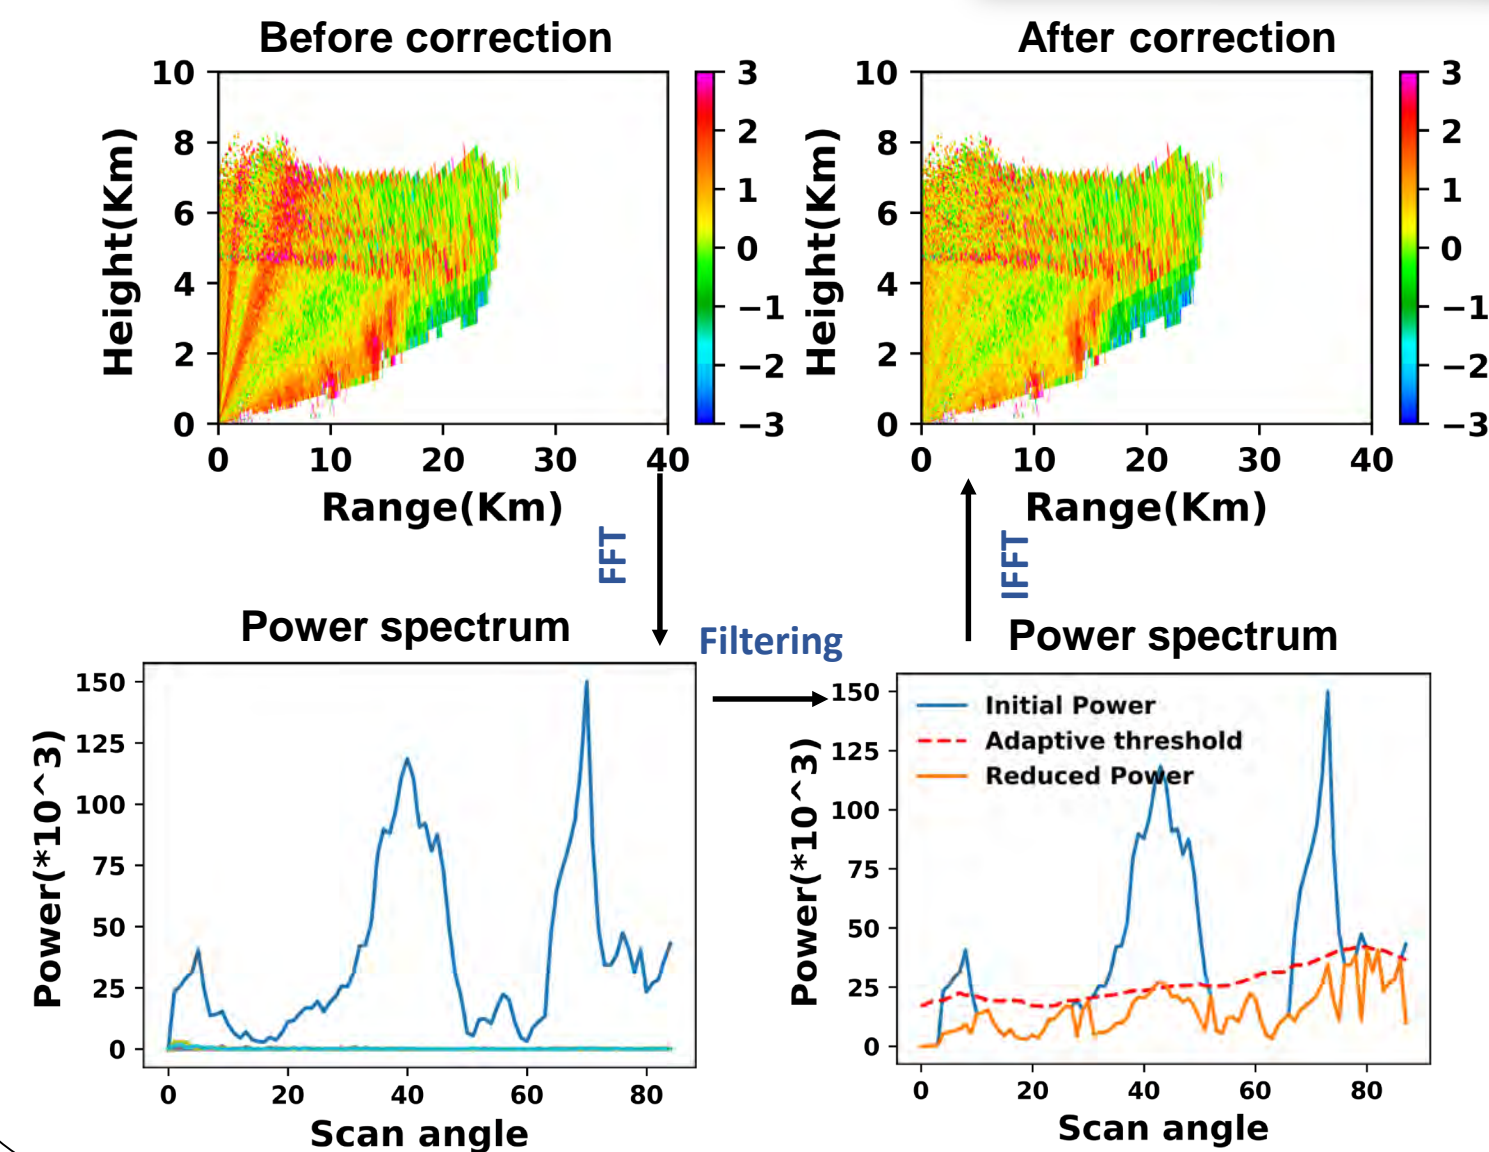 Before correction
After correction
10
8
6
4
2
0
Height(Km)
0 10 20 30 40
Range(Km)
3
2
1
0
−1
−2
−3
10
8
6
4
2
0
Height(Km)
0 10 20 30 40
Range(Km)
3
2
1
0
−1
−2
−3
FFT
IFFT
Power spectrum
Filtering
Power spectrum
150
125
100
75
50
25
0
Power(*10^3)
0 20 40 60 80
Scan angle
150
125
100
75
50
25
0
Power(*10^3)
Initial Power
Adaptive threshold
Reduced Power
0 20 40 60 80
Scan angle